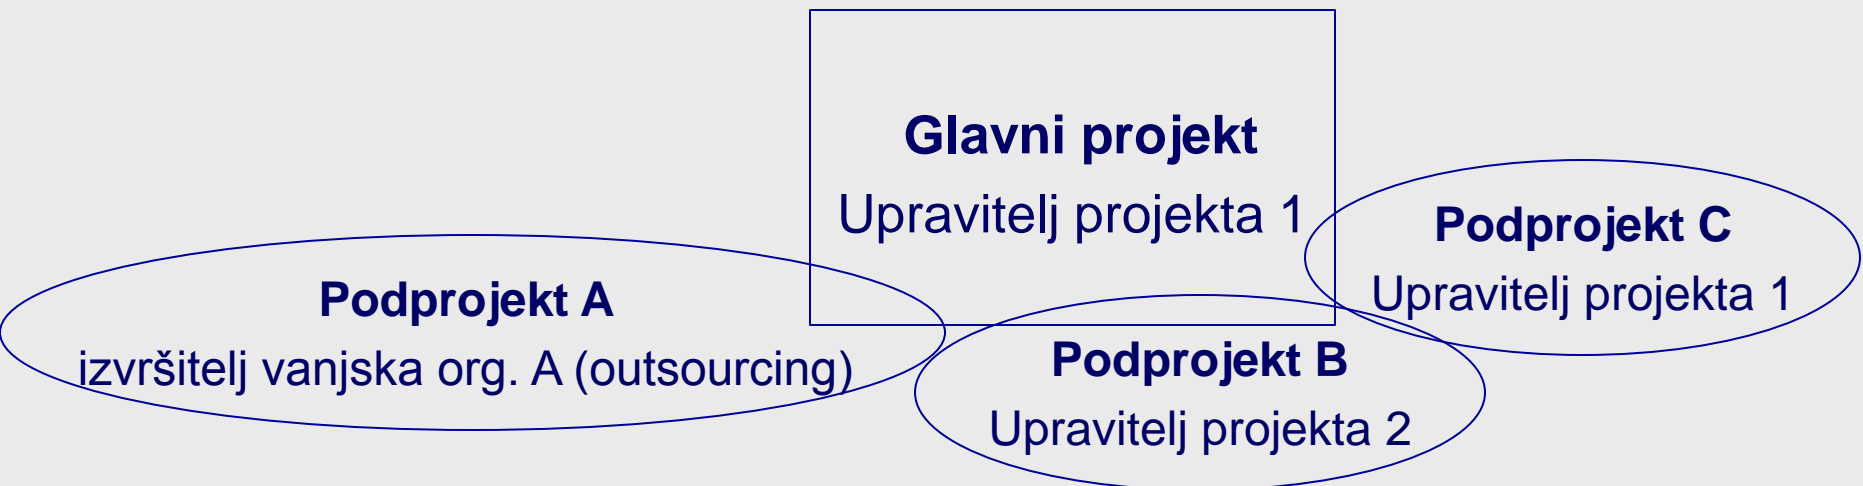 Glavni projekt
Upravitelj projekta 1
Podprojekt C
Upravitelj projekta 1
Podprojekt A
izvršitelj vanjska org. A (outsourcing)
Podprojekt B
Upravitelj projekta 2